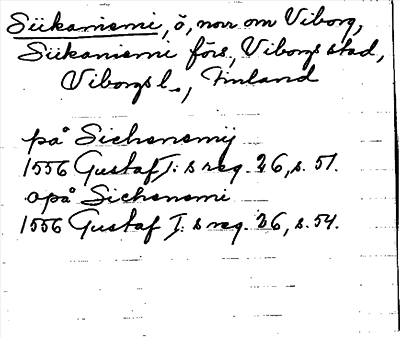 Siikaniemi, ö, norr om Viborg,
Siikaniemi förs., Viborgs stad,
Viborgs l., Finland
på Sichenemij
1556 Gustaf I:s reg. 26, s. 51.
opå Sichenemi
1556 Gustaf I:s reg. 26, s. 54.